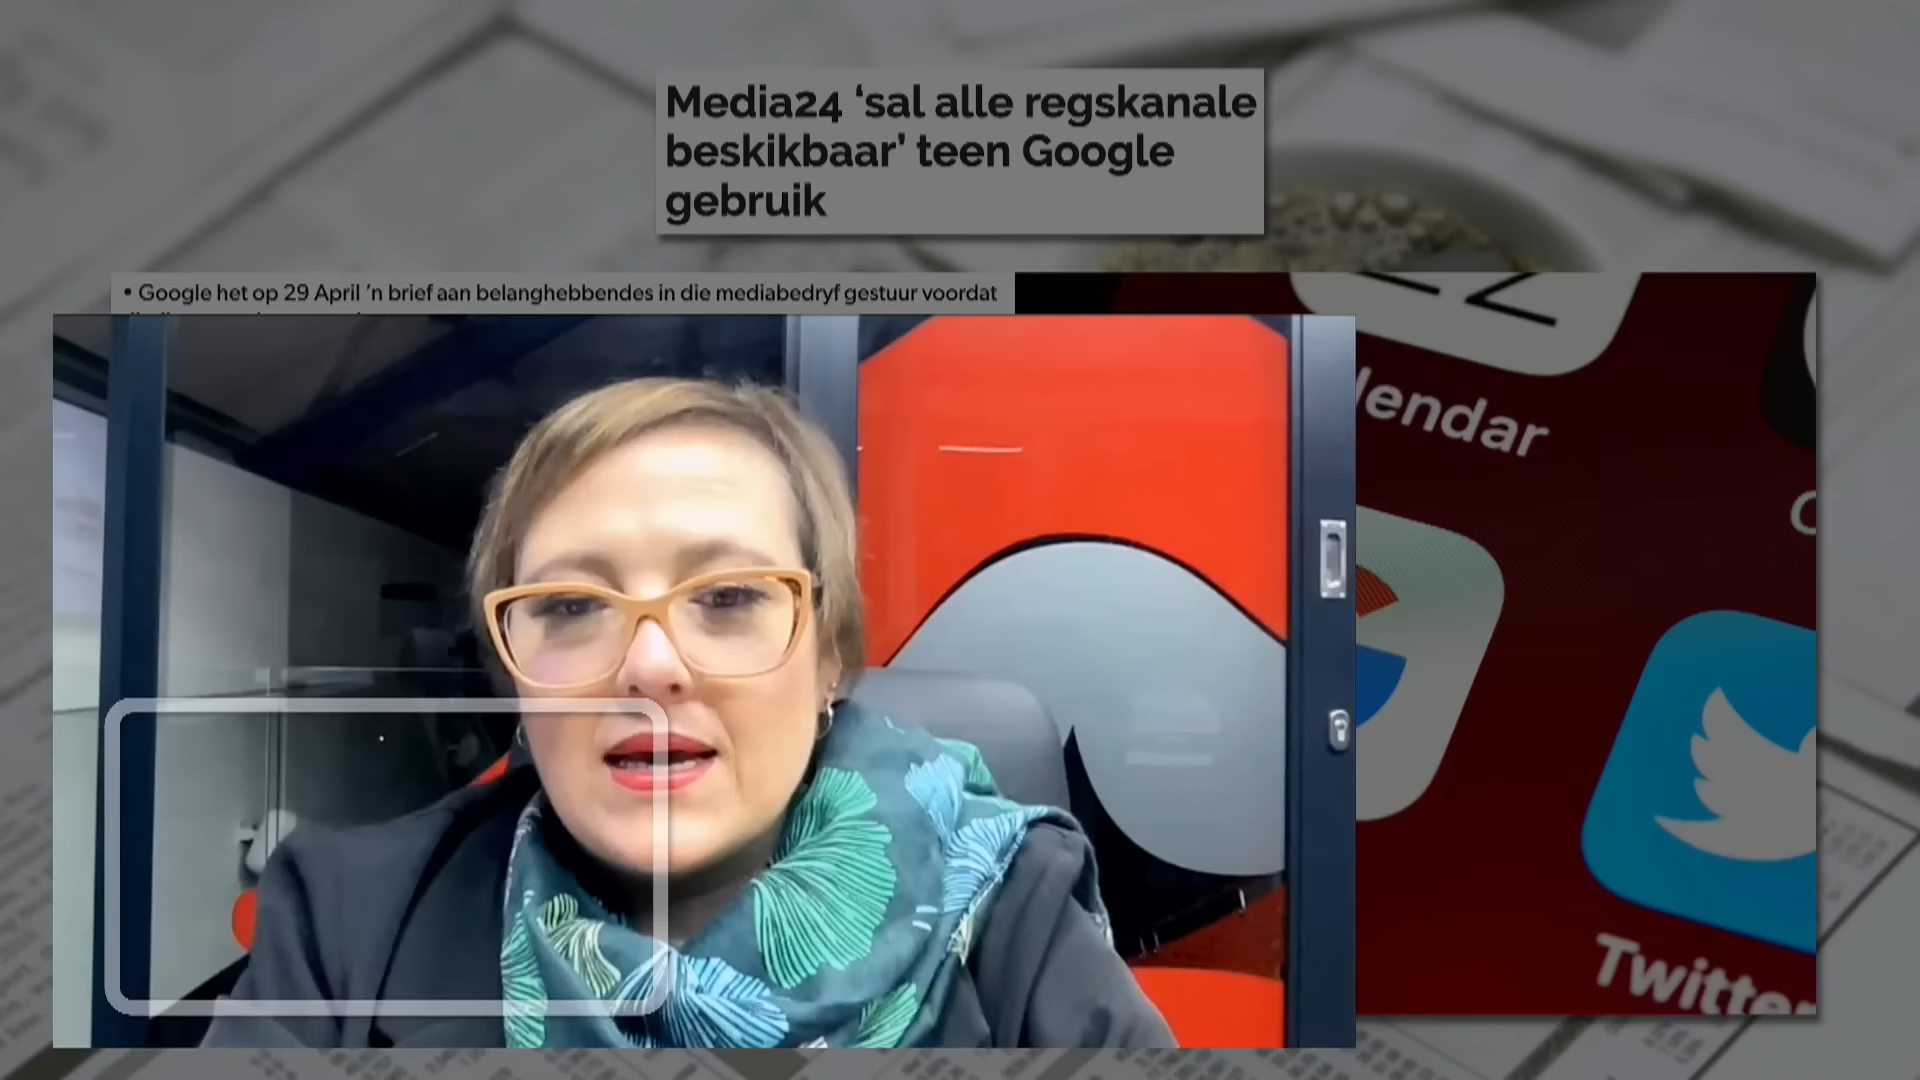 Media24 ‘sal alle regskanale
beskikbaar’ teen Google
gebruik
• Google het op 29 April ’n brief aan belanghebbendes in die mediabedryf gestuur voordat
lendar
Twitter